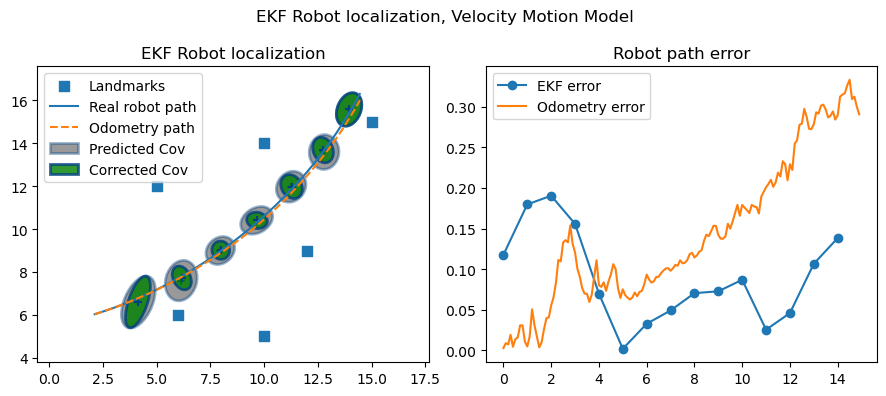 EKF Robot localization, Velocity Motion Model
EKF Robot localization
Landmarks
Real robot path
Odometry path
Predicted Cov
Corrected Cov
16
14
12
10
8
6
4
0.0 2.5 5.0 7.5 10.0 12.5 15.0 17.5
Robot path error
EKF error
Odometry error
0.30
0.25
0.20
0.15
0.10
0.05
0.00
0 2 4 6 8 10 12 14